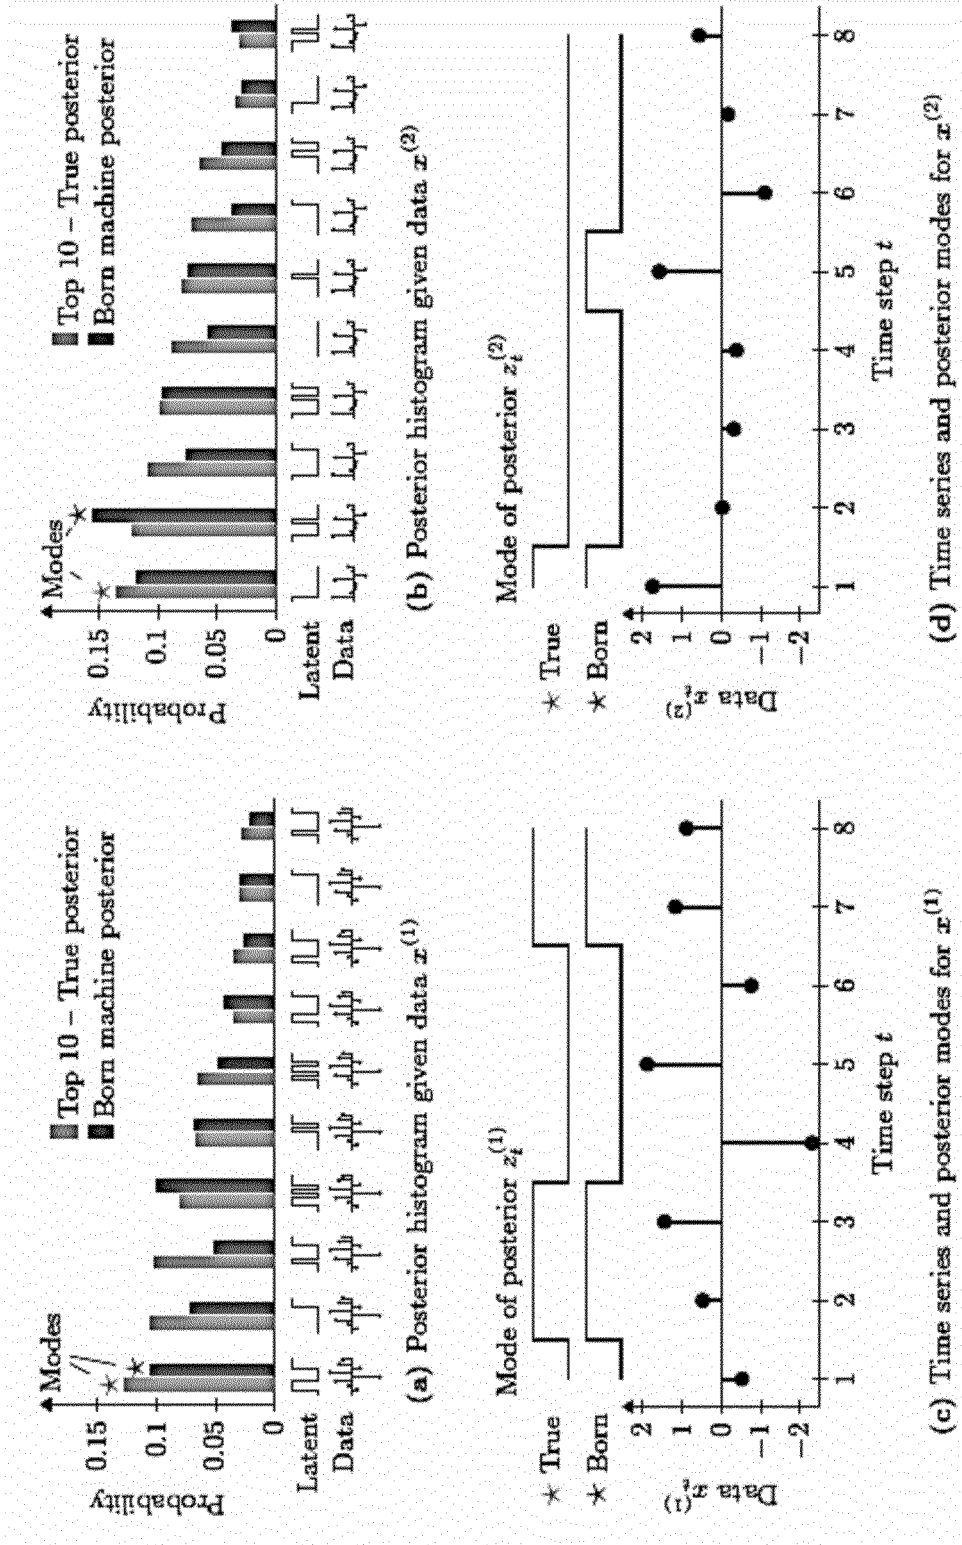 Modes
Top 10 – True posterior
Born machine posterior
Probability
0.15
0.1
0.05
0
Latent
Data
(a) Posterior histogram given data x^(1)
Modes
Top 10 – True posterior
Born machine posterior
Probability
0.15
0.1
0.05
0
Latent
Data
(b) Posterior histogram given data x^(2)
Mode of posterior z_t^(1)
True
Born
Data x_t^(1)
2
1
0
−1
−2
1 2 3 4 5 6 7 8
Time step t
(c) Time series and posterior modes for x^(1)
Mode of posterior z_t^(2)
True
Born
Data x_t^(2)
2
1
0
−1
−2
1 2 3 4 5 6 7 8
Time step t
(d) Time series and posterior modes for x^(2)